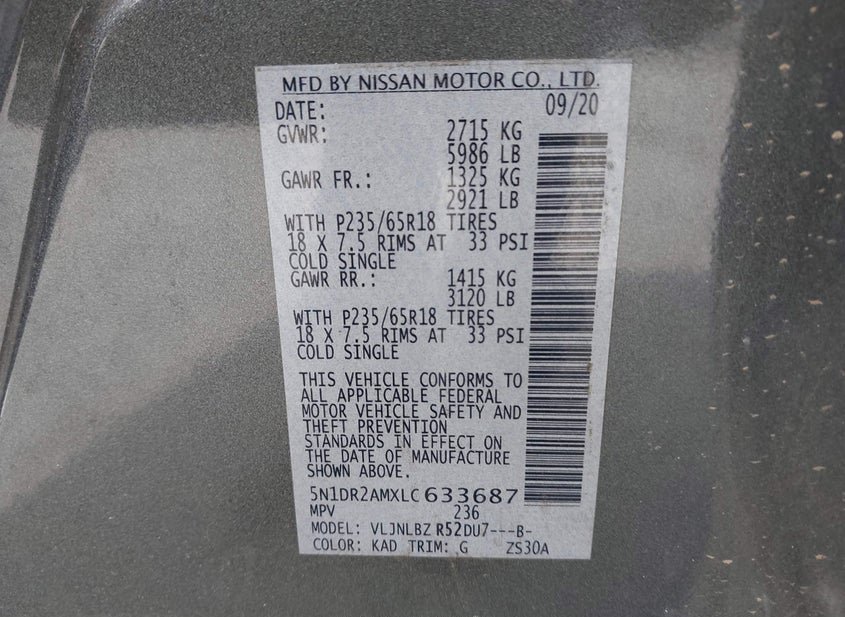 MFD BY NISSAN MOTOR CO., LTD.
DATE: 09/20
GVWR: 2715 KG
5986 LB
GAWR FR.: 1325 KG
2921 LB
WITH P235/65R18 TIRES
18 X 7.5 RIMS AT 33 PSI
COLD SINGLE
GAWR RR.: 1415 KG
3120 LB
WITH P235/65R18 TIRES
18 X 7.5 RIMS AT 33 PSI
COLD SINGLE
THIS VEHICLE CONFORMS TO
ALL APPLICABLE FEDERAL
MOTOR VEHICLE SAFETY AND
THEFT PREVENTION
STANDARDS IN EFFECT ON
THE DATE OF MANUFACTURE
SHOWN ABOVE.
5N1DR2AMXLC633687
MPV 236
MODEL: VLJNLBZ R52DU7---B-
COLOR: KAD TRIM: G ZS30A